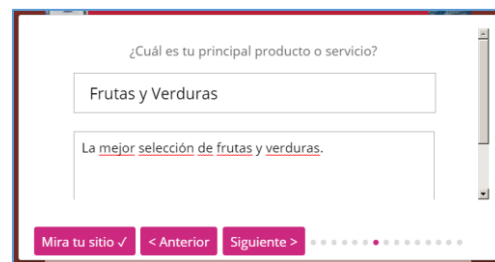 ¿Cuál es tu principal producto o servicio?
Frutas y Verduras
La mejor selección de frutas y verduras.
Mira tu sitio ✓ < Anterior Siguiente >